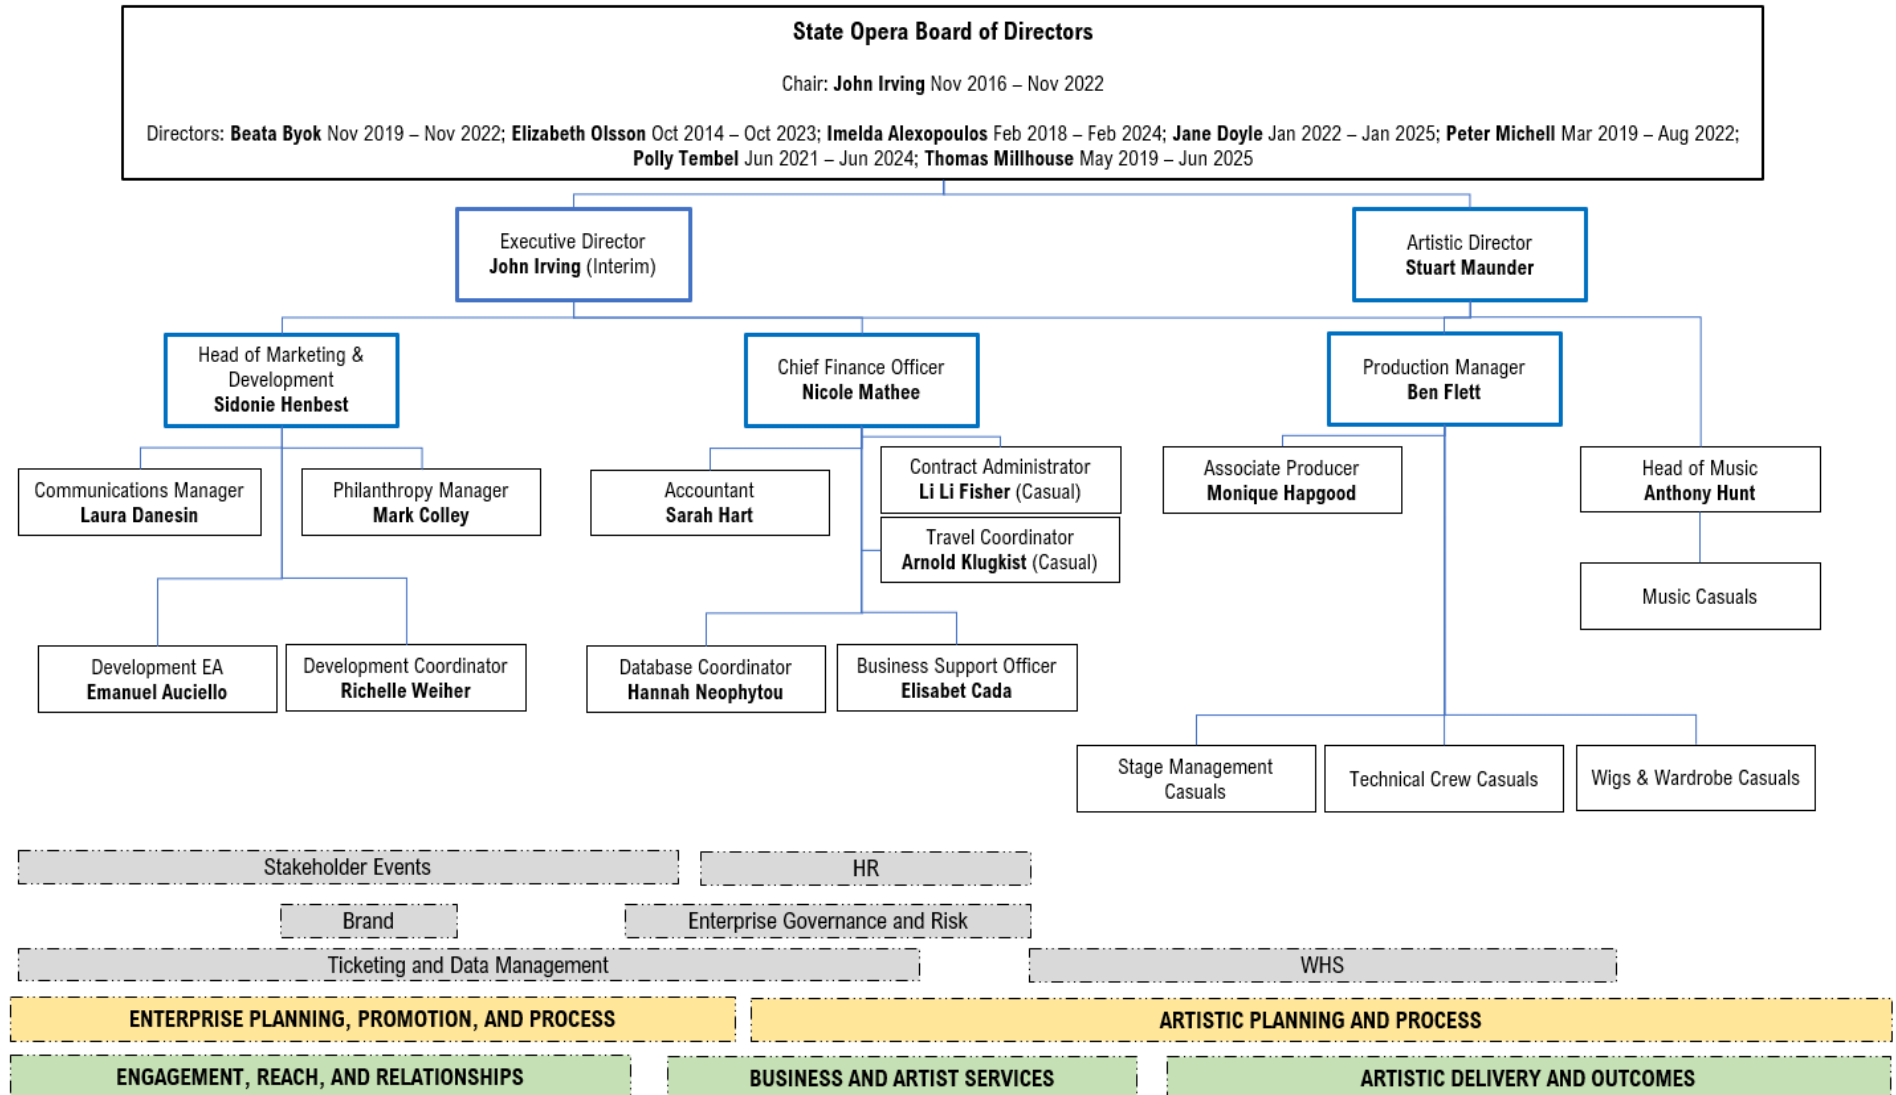 State Opera Board of Directors
Chair: John Irving Nov 2016 – Nov 2022
Directors: Beata Byok Nov 2019 – Nov 2022; Elizabeth Olsson Oct 2014 – Oct 2023; Imelda Alexopoulos Feb 2018 – Feb 2024; Jane Doyle Jan 2022 – Jan 2025; Peter Michell Mar 2019 – Aug 2022;
Polly Tembel Jun 2021 – Jun 2024; Thomas Millhouse May 2019 – Jun 2025
Executive Director
John Irving (Interim)
Artistic Director
Stuart Maunder
Head of Marketing &
Development
Sidonie Henbest
Chief Finance Officer
Nicole Mathee
Production Manager
Ben Flett
Communications Manager
Laura Danesin
Philanthropy Manager
Mark Colley
Accountant
Sarah Hart
Contract Administrator
Li Li Fisher (Casual)
Travel Coordinator
Arnold Klugkist (Casual)
Associate Producer
Monique Hapgood
Head of Music
Anthony Hunt
Music Casuals
Development EA
Emanuel Auciello
Development Coordinator
Richelle Weiher
Database Coordinator
Hannah Neophytou
Business Support Officer
Elisabet Cada
Stage Management
Casuals
Technical Crew Casuals
Wigs & Wardrobe Casuals
Stakeholder Events
HR
Brand
Enterprise Governance and Risk
Ticketing and Data Management
WHS
ENTERPRISE PLANNING, PROMOTION, AND PROCESS
ARTISTIC PLANNING AND PROCESS
ENGAGEMENT, REACH, AND RELATIONSHIPS
BUSINESS AND ARTIST SERVICES
ARTISTIC DELIVERY AND OUTCOMES